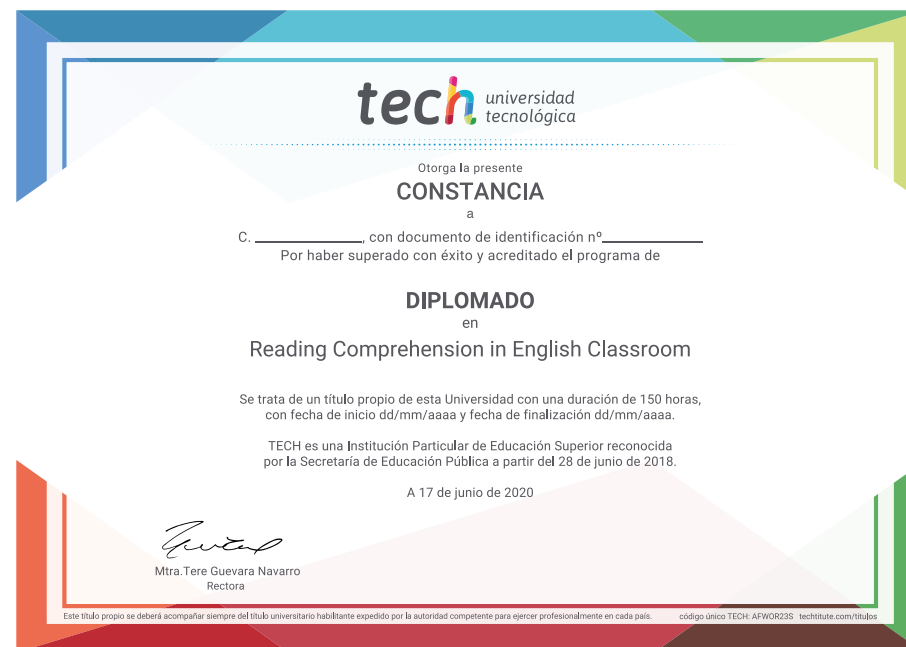 tech universidad
tecnológica
Otorga la presente
CONSTANCIA
a
C. ____________, con documento de identificación nº____________
Por haber superado con éxito y acreditado el programa de
DIPLOMADO
en
Reading Comprehension in English Classroom
Se trata de un título propio de esta Universidad con una duración de 150 horas,
con fecha de inicio dd/mm/aaaa y fecha de finalización dd/mm/aaaa.
TECH es una Institución Particular de Educación Superior reconocida
por la Secretaría de Educación Pública a partir del 28 de junio de 2018.
A 17 de junio de 2020
Mtra.Tere Guevara Navarro
Rectora
Este título propio se deberá acompañar siempre del título universitario habilitante expedido por la autoridad competente para ejercer profesionalmente en cada país. código único TECH: AFWOR23S techtitute.com/titulos